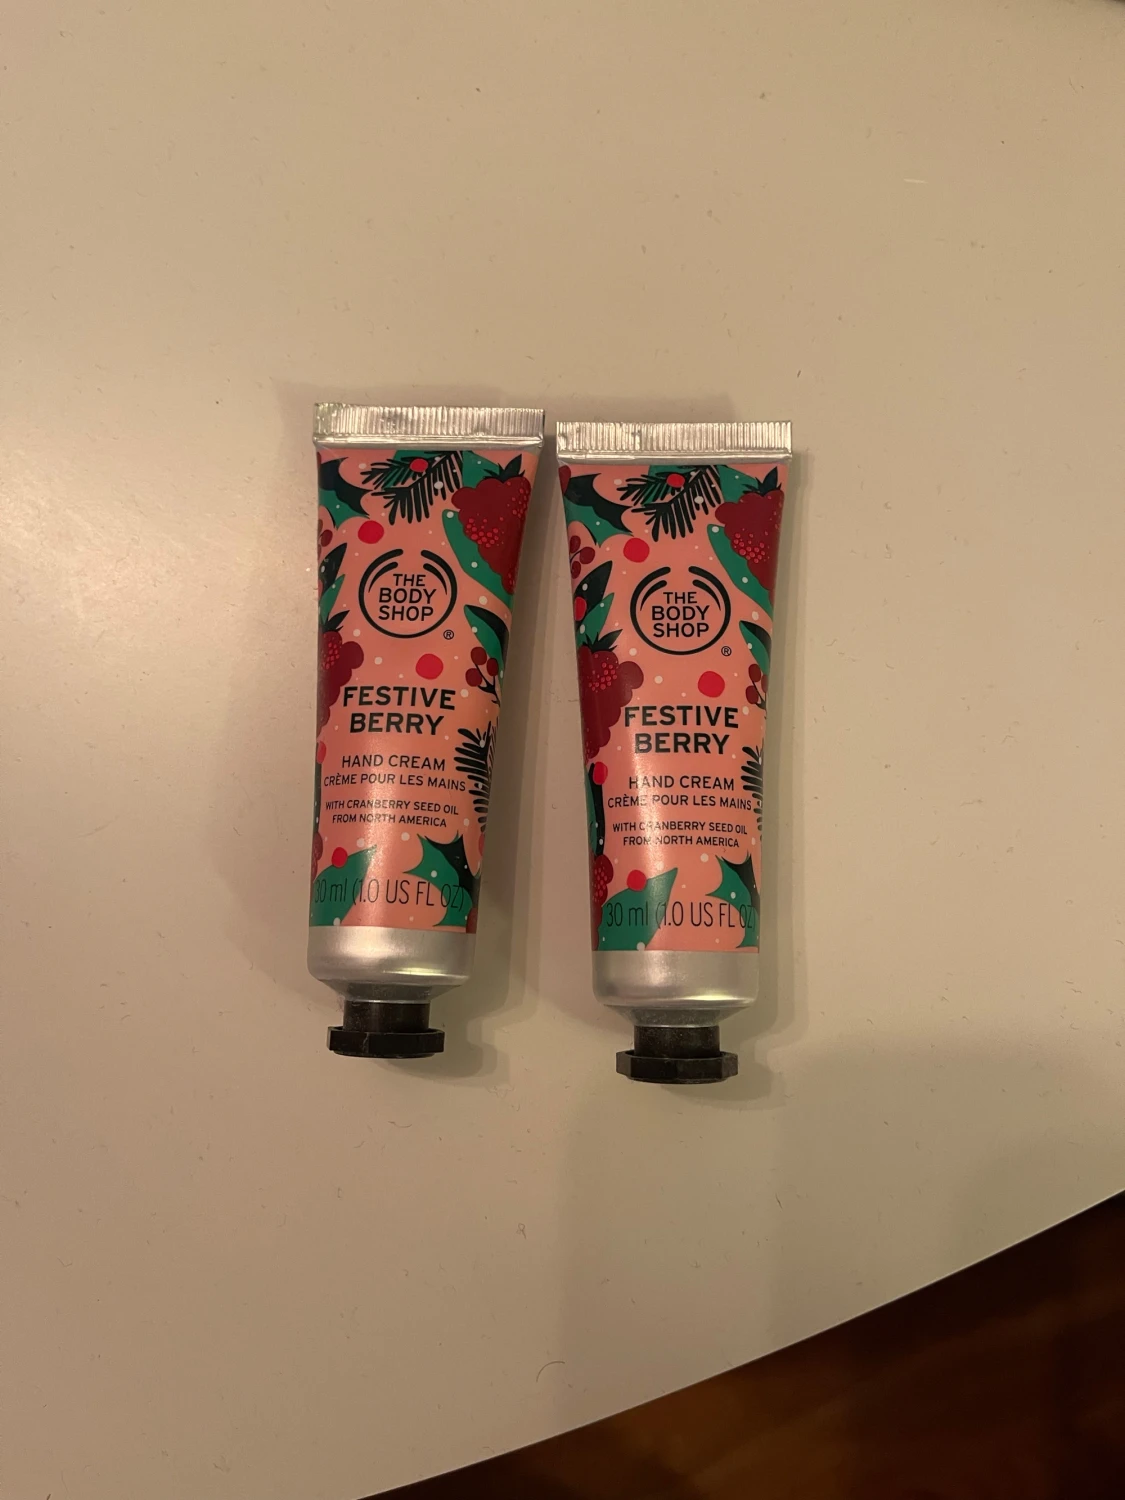 THE
BODY
SHOP
®
FESTIVE
BERRY
HAND CREAM
CRÈME POUR LES MAINS
WITH CRANBERRY SEED OIL
FROM NORTH AMERICA
30 ml (1.0 US FL OZ)
THE
BODY
SHOP
®
FESTIVE
BERRY
HAND CREAM
CRÈME POUR LES MAINS
WITH CRANBERRY SEED OIL
FROM NORTH AMERICA
30 ml (1.0 US FL OZ